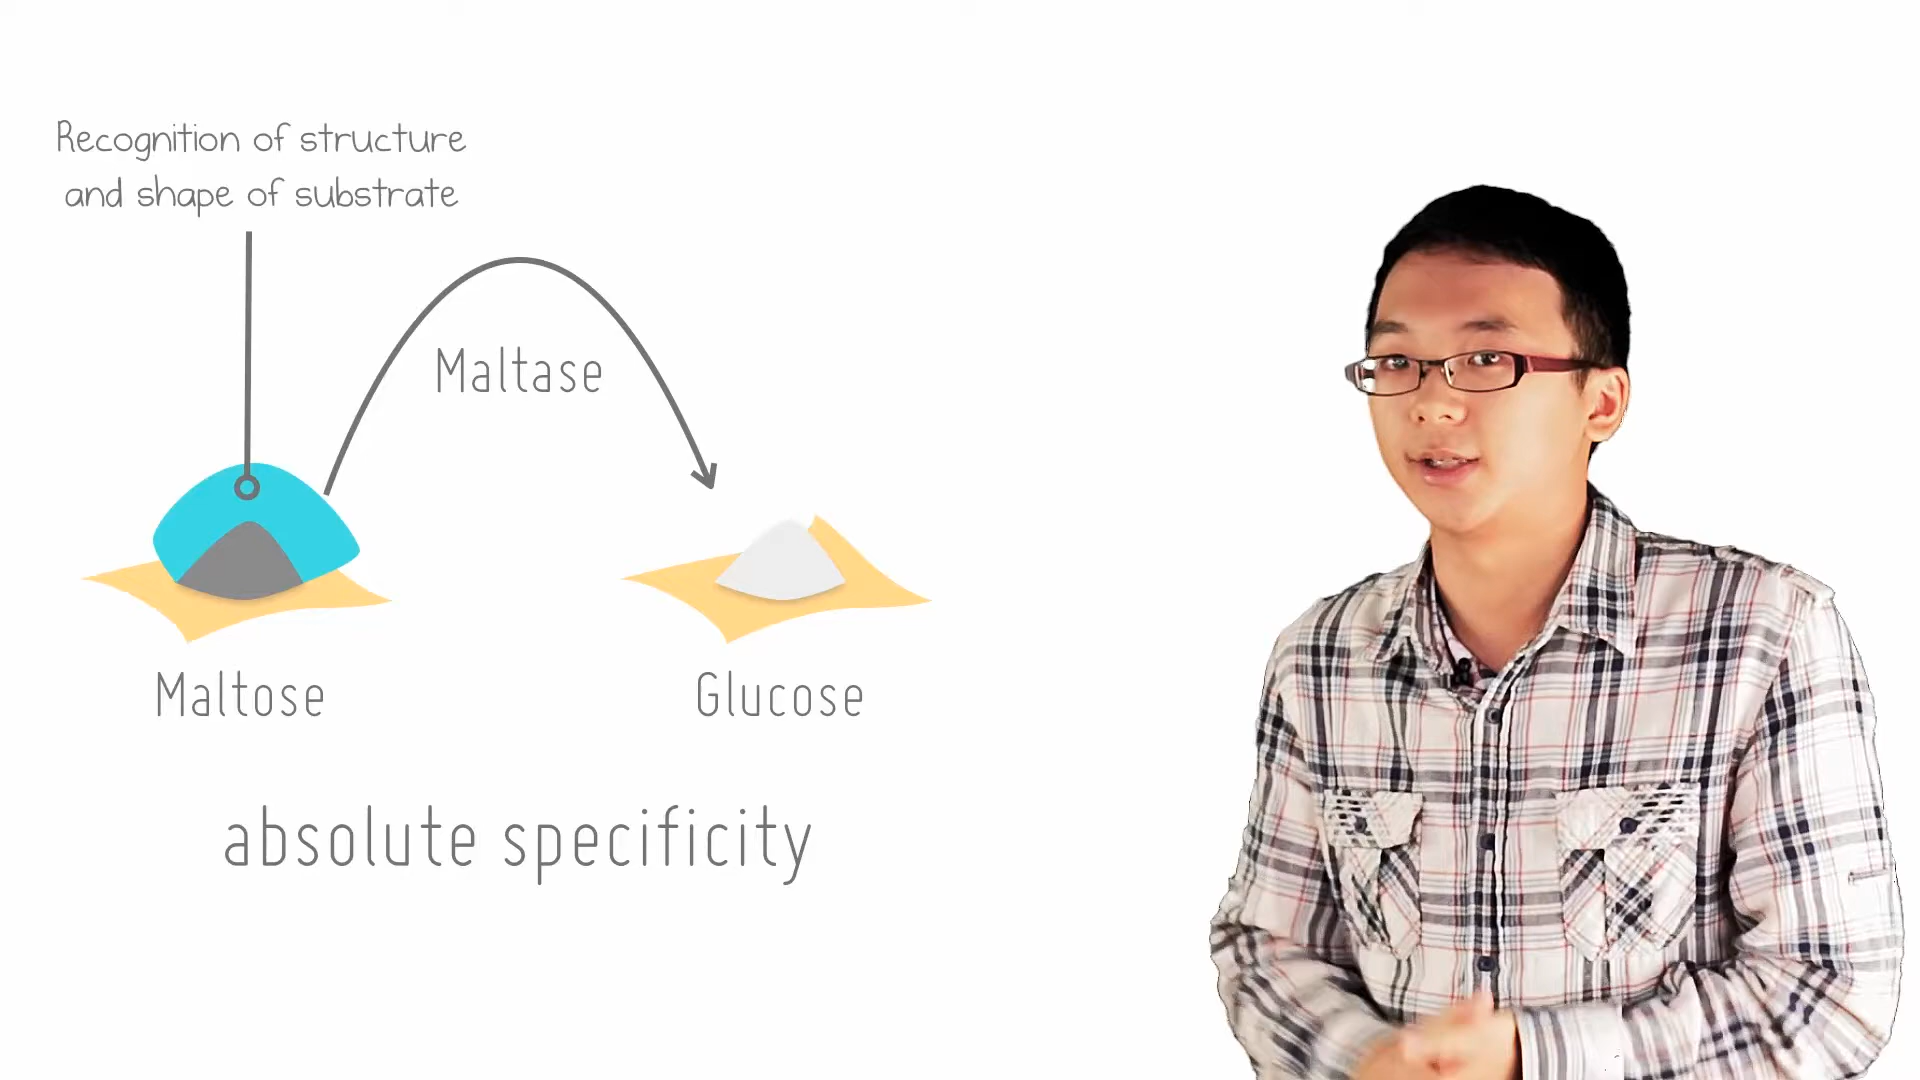 Recognition of structure
and shape of substrate
Maltase
Maltose
Glucose
absolute specificity